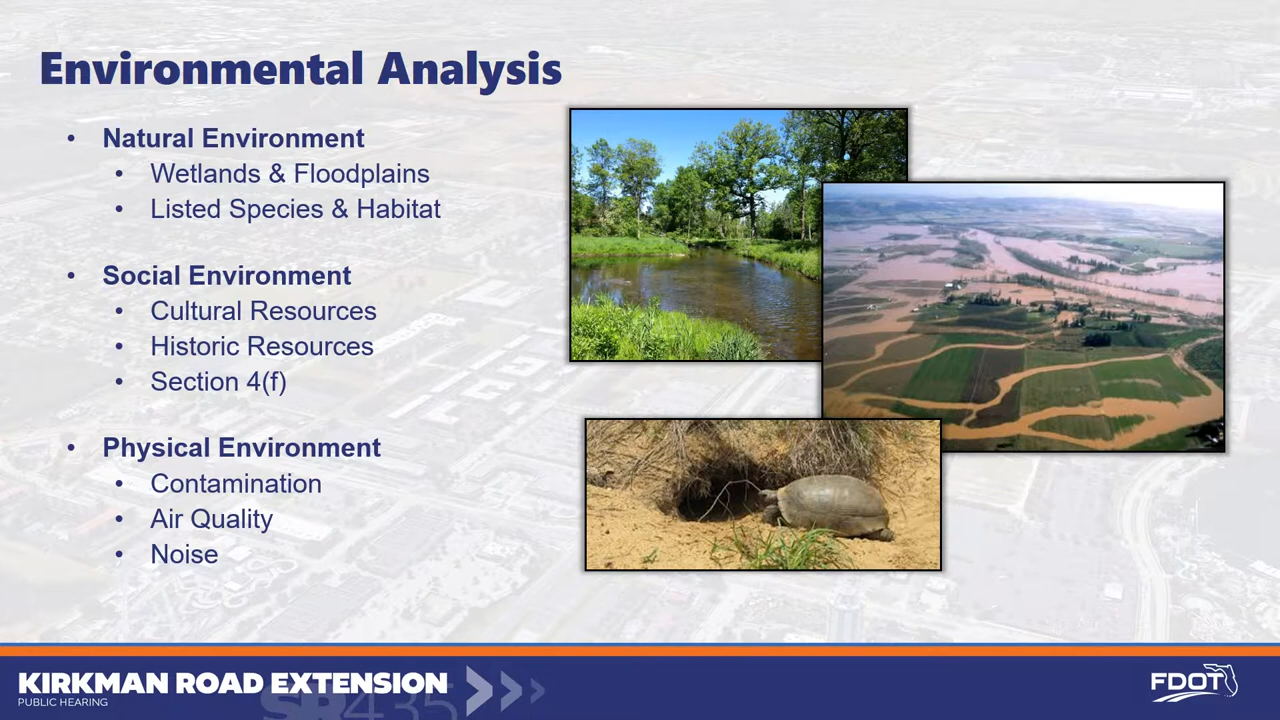 Environmental Analysis
• Natural Environment
• Wetlands & Floodplains
• Listed Species & Habitat
• Social Environment
• Cultural Resources
• Historic Resources
• Section 4(f)
• Physical Environment
• Contamination
• Air Quality
• Noise
KIRKMAN ROAD EXTENSION
PUBLIC HEARING
SR435
FDOT